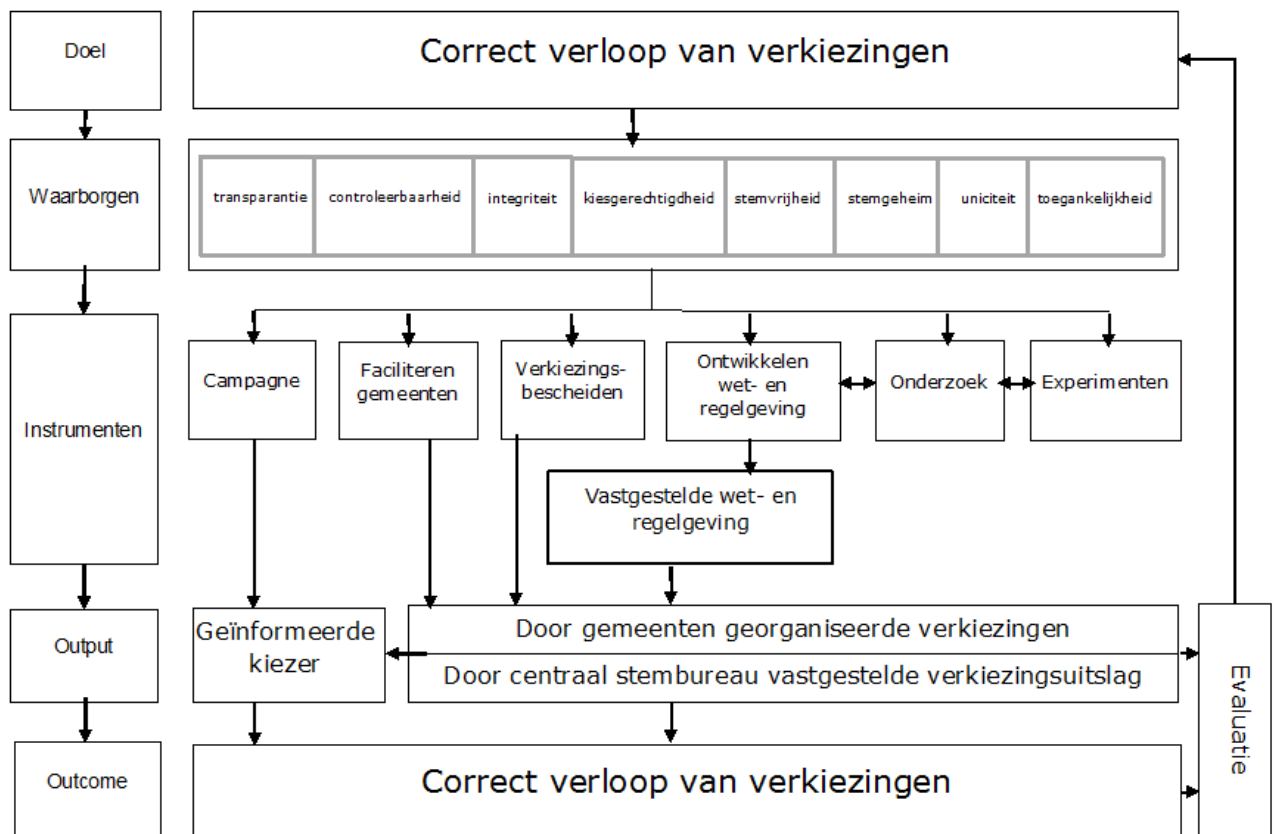 Doel
Correct verloop van verkiezingen
Waarborgen
transparantie
controleerbaarheid
integriteit
kiesgerechtigdheid
stemvrijheid
stemgeheim
uniciteit
toegankelijkheid
Instrumenten
Campagne
Faciliteren
gemeenten
Verkiezings-
bescheiden
Ontwikkelen
wet- en
regelgeving
Onderzoek
Experimenten
Vastgestelde wet- en
regelgeving
Output
Geïnformeerde
kiezer
Door gemeenten georganiseerde verkiezingen
Door centraal stembureau vastgestelde verkiezingsuitslag
Evaluatie
Outcome
Correct verloop van verkiezingen